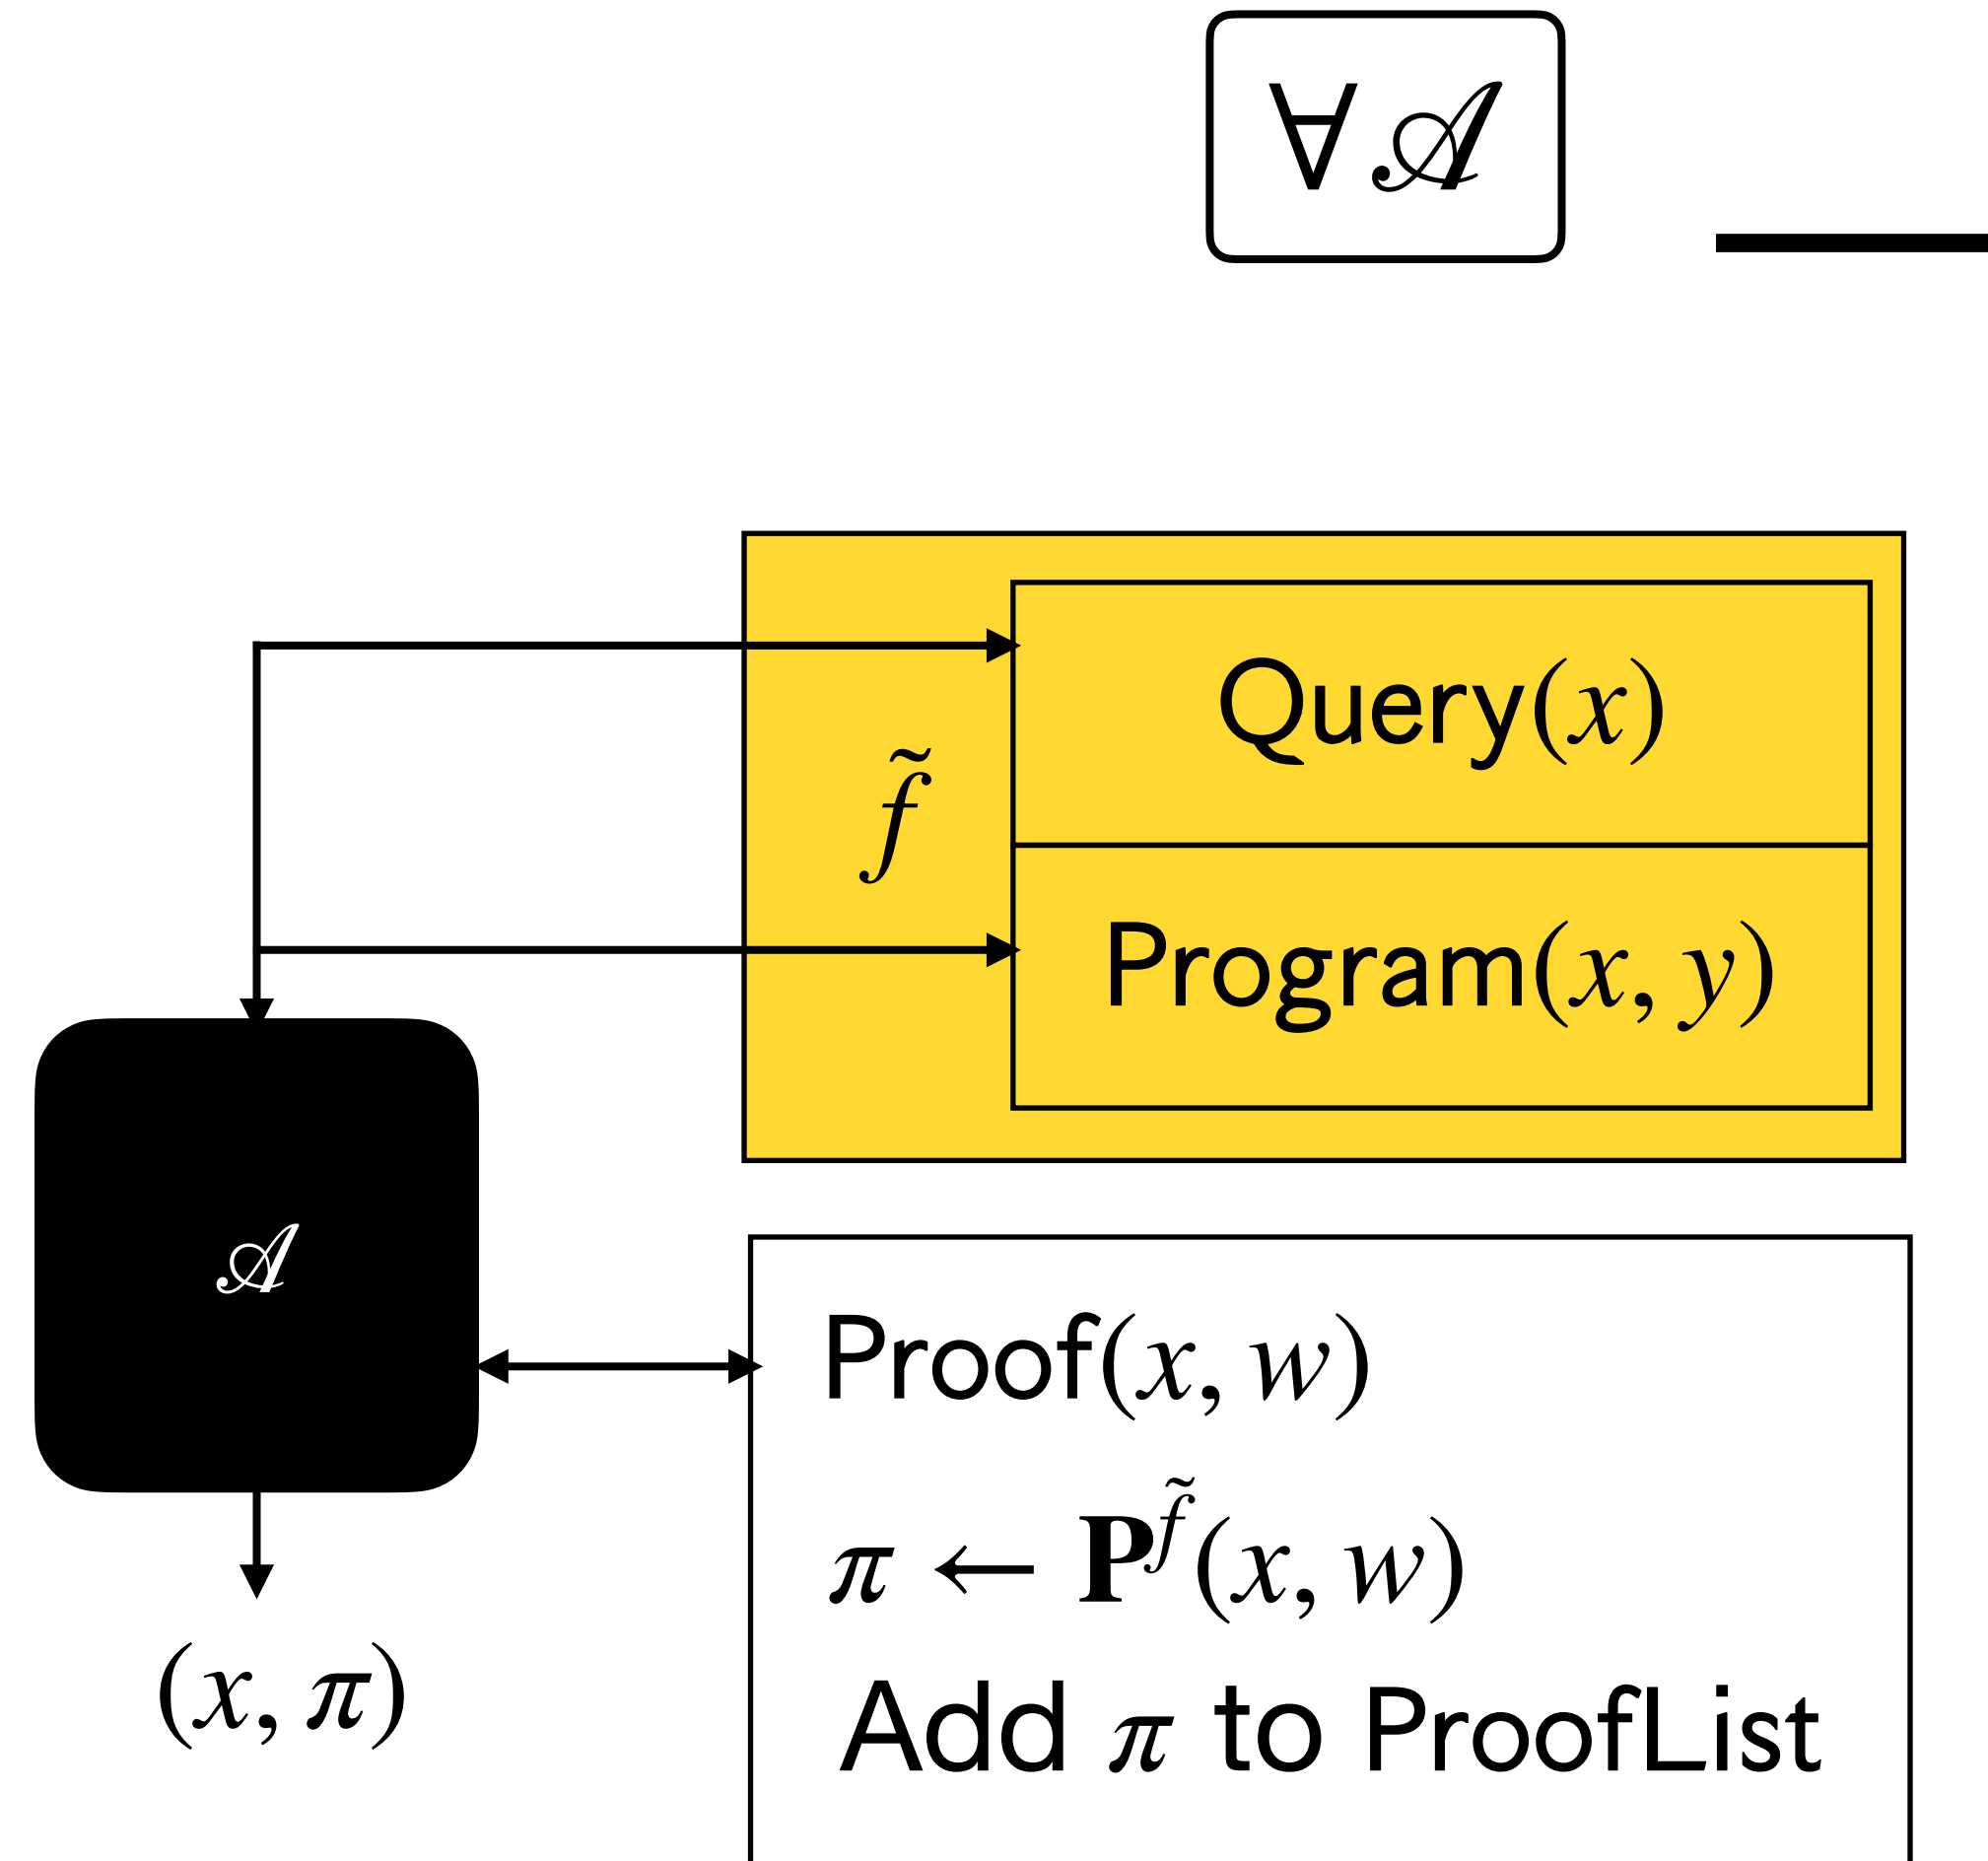 ∀𝒜
Query(x)
f̃
Program(x, y)
𝒜
Proof(x, w)
π ← P^f̃(x, w)
(x, π)
Add π to ProofList